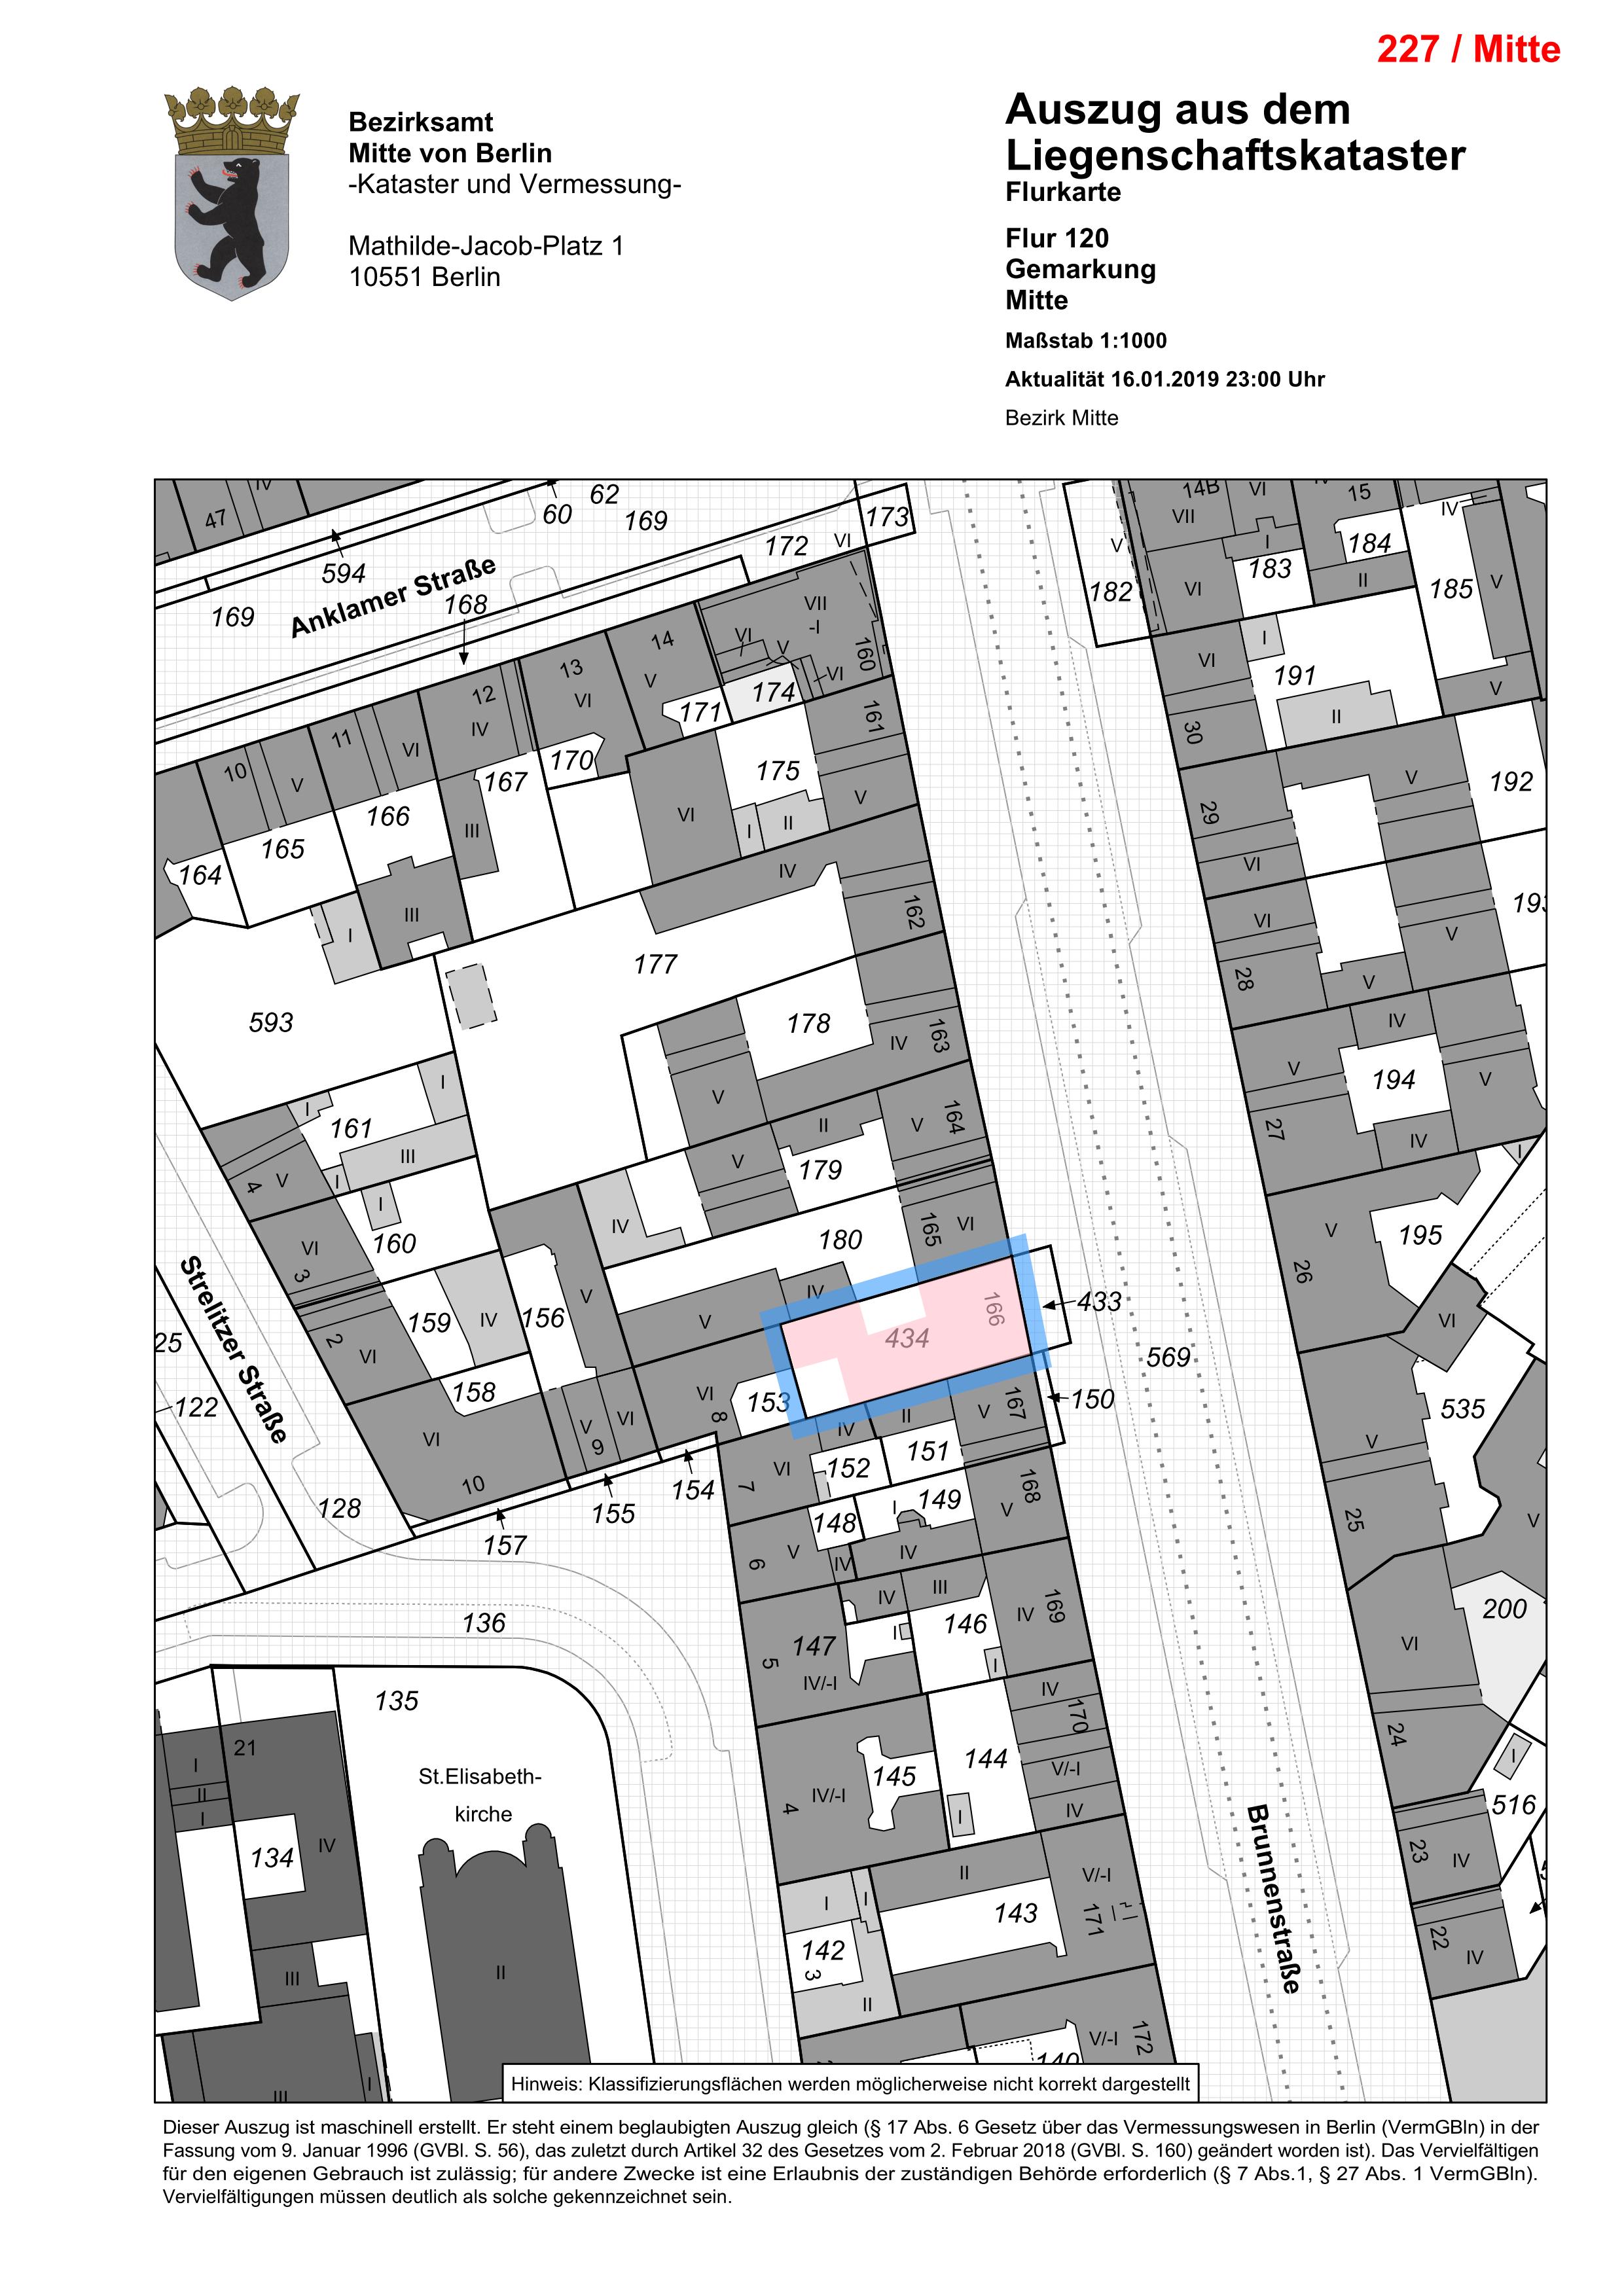 227 / Mitte
Bezirksamt
Mitte von Berlin
-Kataster und Vermessung-
Mathilde-Jacob-Platz 1
10551 Berlin
Auszug aus dem
Liegenschaftskataster
Flurkarte
Flur 120
Gemarkung
Mitte
Maßstab 1:1000
Aktualität 16.01.2019 23:00 Uhr
Bezirk Mitte
47
IV
60
62
169
173
172
VI
594
169
Anklamer Straße
168
V
182
14B
VI
VII
15
IV
184
I
183
II
VI
185
V
14
V
13
VI
12
IV
VII
-I
VI
V
VI
160
174
171
161
11
VI
10
V
170
167
175
VI
I
II
V
166
III
165
164
III
I
IV
162
VI
I
191
II
V
30
192
V
29
VI
VI
V
28
V
593
177
178
163
IV
V
I
I
161
III
I
4
V
II
V
164
V
179
IV
V
194
V
27
IV
I
VI
3
160
I
IV
180
165
VI
V
195
26
Strelitzer Straße
25
159
IV
156
V
V
IV
434
166
433
569
VI
2
VI
158
122
VI
8
153
150
535
V
VI
V
9
VI
10
128
157
155
154
7
VI
IV
II
V
167
152
151
149
I
168
V
148
6
V
IV
IV
25
V
136
IV
III
IV
169
146
147
I
5
IV/-I
I
200
VI
135
IV
170
144
V/-I
IV
145
4
IV/-I
I
24
I
516
21
I
II
I
IV
134
St.Elisabeth-
kirche
II
III
III
I
II
V/-I
171
143
I
I
142
3
II
V/-I
172
Brunnenstraße
23
IV
22
IV
Hinweis: Klassifizierungsflächen werden möglicherweise nicht korrekt dargestellt
Dieser Auszug ist maschinell erstellt. Er steht einem beglaubigten Auszug gleich (§ 17 Abs. 6 Gesetz über das Vermessungswesen in Berlin (VermGBln) in der
Fassung vom 9. Januar 1996 (GVBl. S. 56), das zuletzt durch Artikel 32 des Gesetzes vom 2. Februar 2018 (GVBl. S. 160) geändert worden ist). Das Vervielfältigen
für den eigenen Gebrauch ist zulässig; für andere Zwecke ist eine Erlaubnis der zuständigen Behörde erforderlich (§ 7 Abs.1, § 27 Abs. 1 VermGBln).
Vervielfältigungen müssen deutlich als solche gekennzeichnet sein.